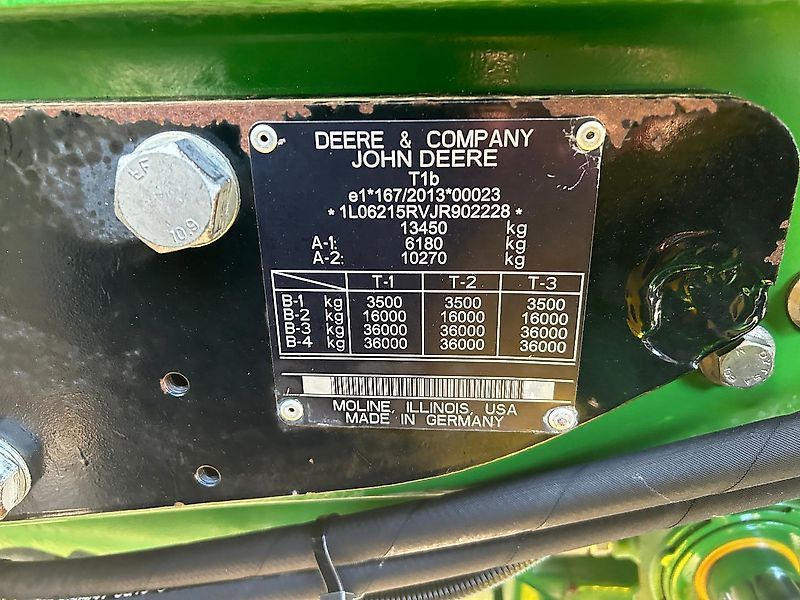 DEERE & COMPANY
JOHN DEERE
T1b
e1*167/2013*00023
*1L06215RVJR902228*
13450 kg
A-1: 6180 kg
A-2: 10270 kg
T-1 T-2 T-3
B-1 kg 3500 3500 3500
B-2 kg 16000 16000 16000
B-3 kg 36000 36000 36000
B-4 kg 36000 36000 36000
MOLINE, ILLINOIS, USA
MADE IN GERMANY
10.9